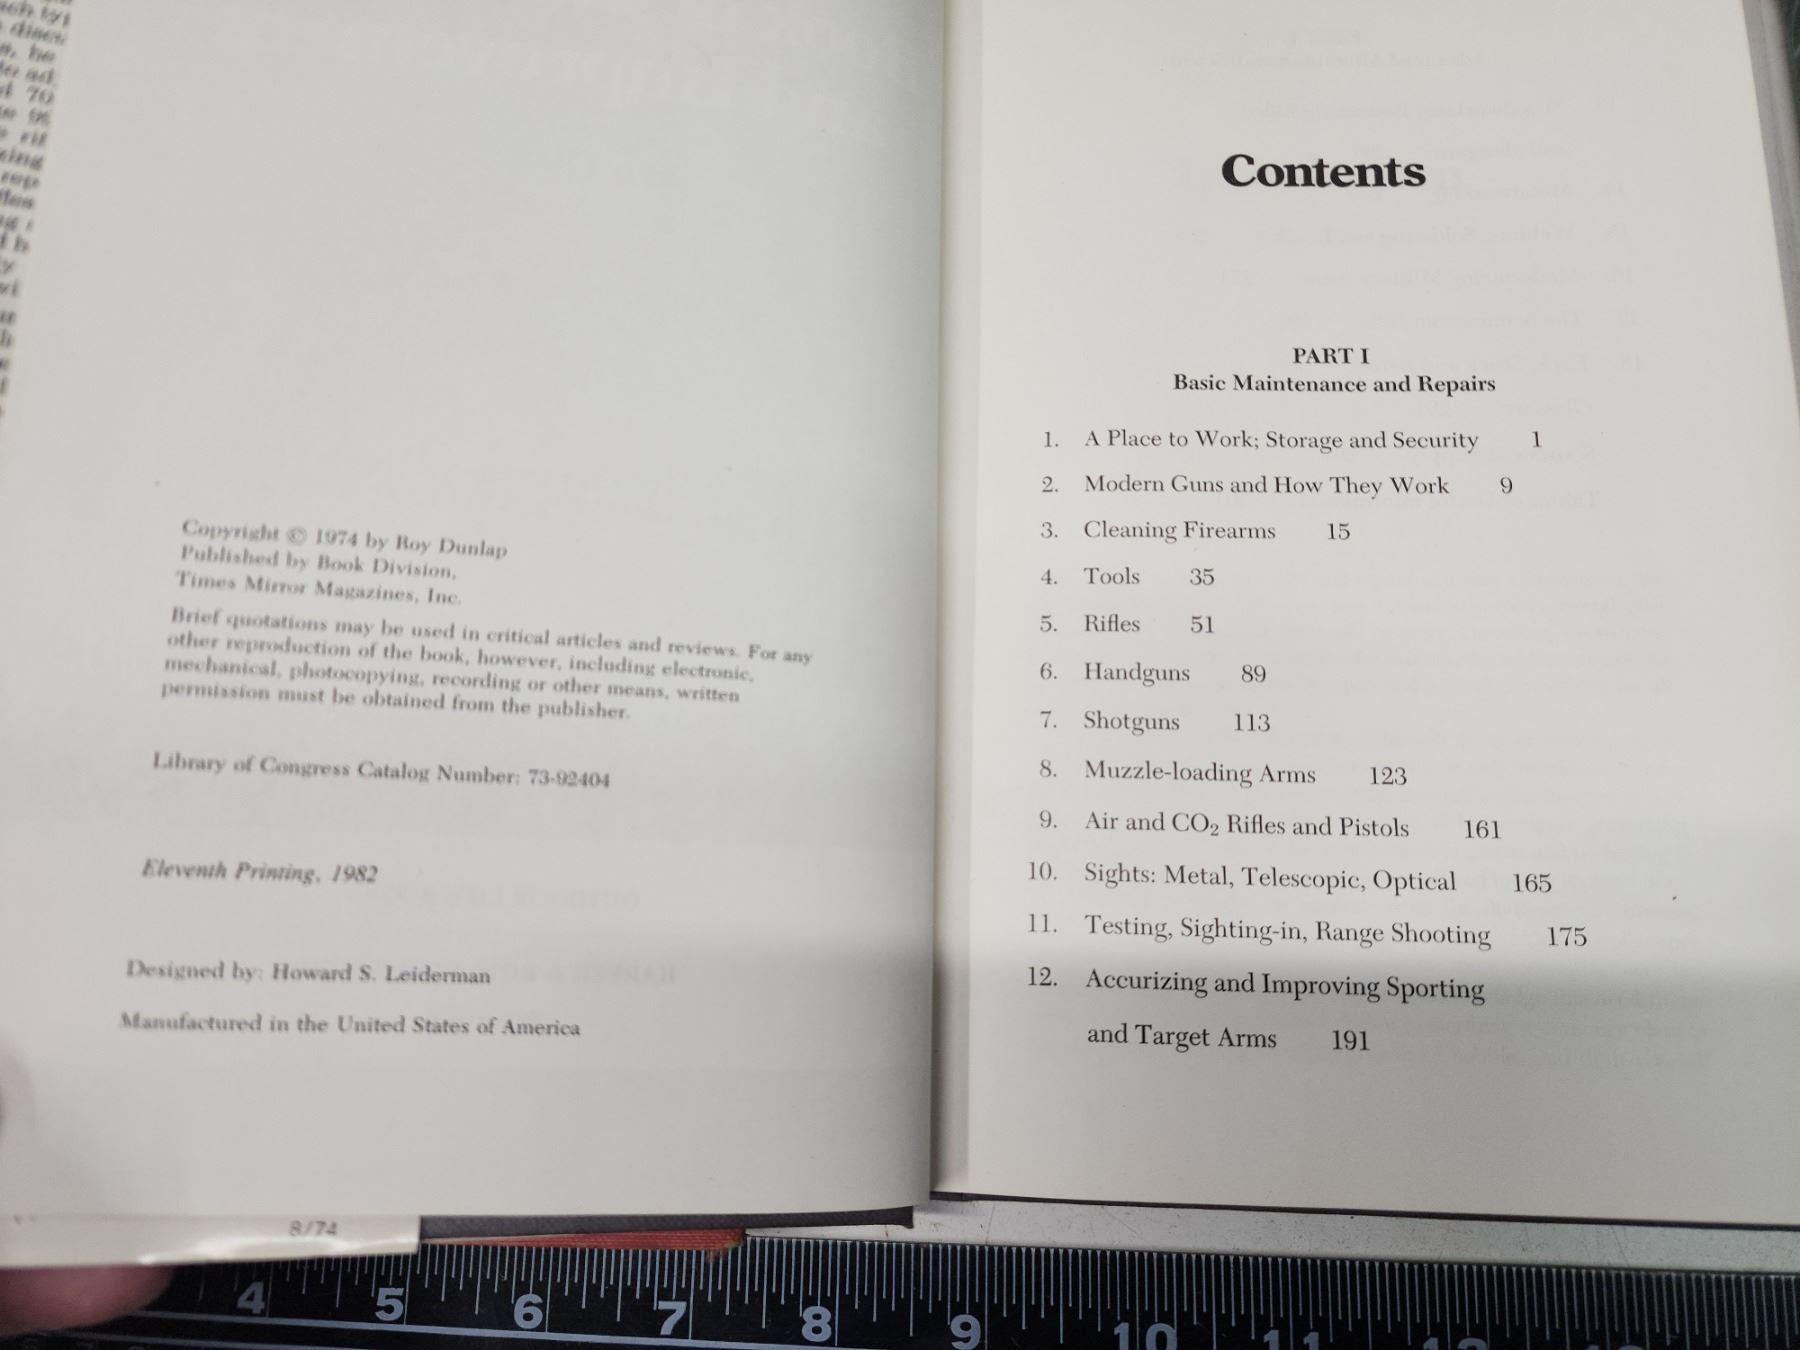 Copyright © 1974 by Roy Dunlap
Published by Book Division,
Times Mirror Magazines, Inc.
Brief quotations may be used in critical articles and reviews. For any
other reproduction of the book, however, including electronic,
mechanical, photocopying, recording or other means, written
permission must be obtained from the publisher.
Library of Congress Catalog Number: 73-92404
Eleventh Printing, 1982
Designed by: Howard S. Leiderman
Manufactured in the United States of America
8/74
Contents
PART I
Basic Maintenance and Repairs
1. A Place to Work; Storage and Security 1
2. Modern Guns and How They Work 9
3. Cleaning Firearms 15
4. Tools 35
5. Rifles 51
6. Handguns 89
7. Shotguns 113
8. Muzzle-loading Arms 123
9. Air and CO₂ Rifles and Pistols 161
10. Sights: Metal, Telescopic, Optical 165
11. Testing, Sighting-in, Range Shooting 175
12. Accurizing and Improving Sporting
and Target Arms 191
4 5 6 7 8 9 10 11 12